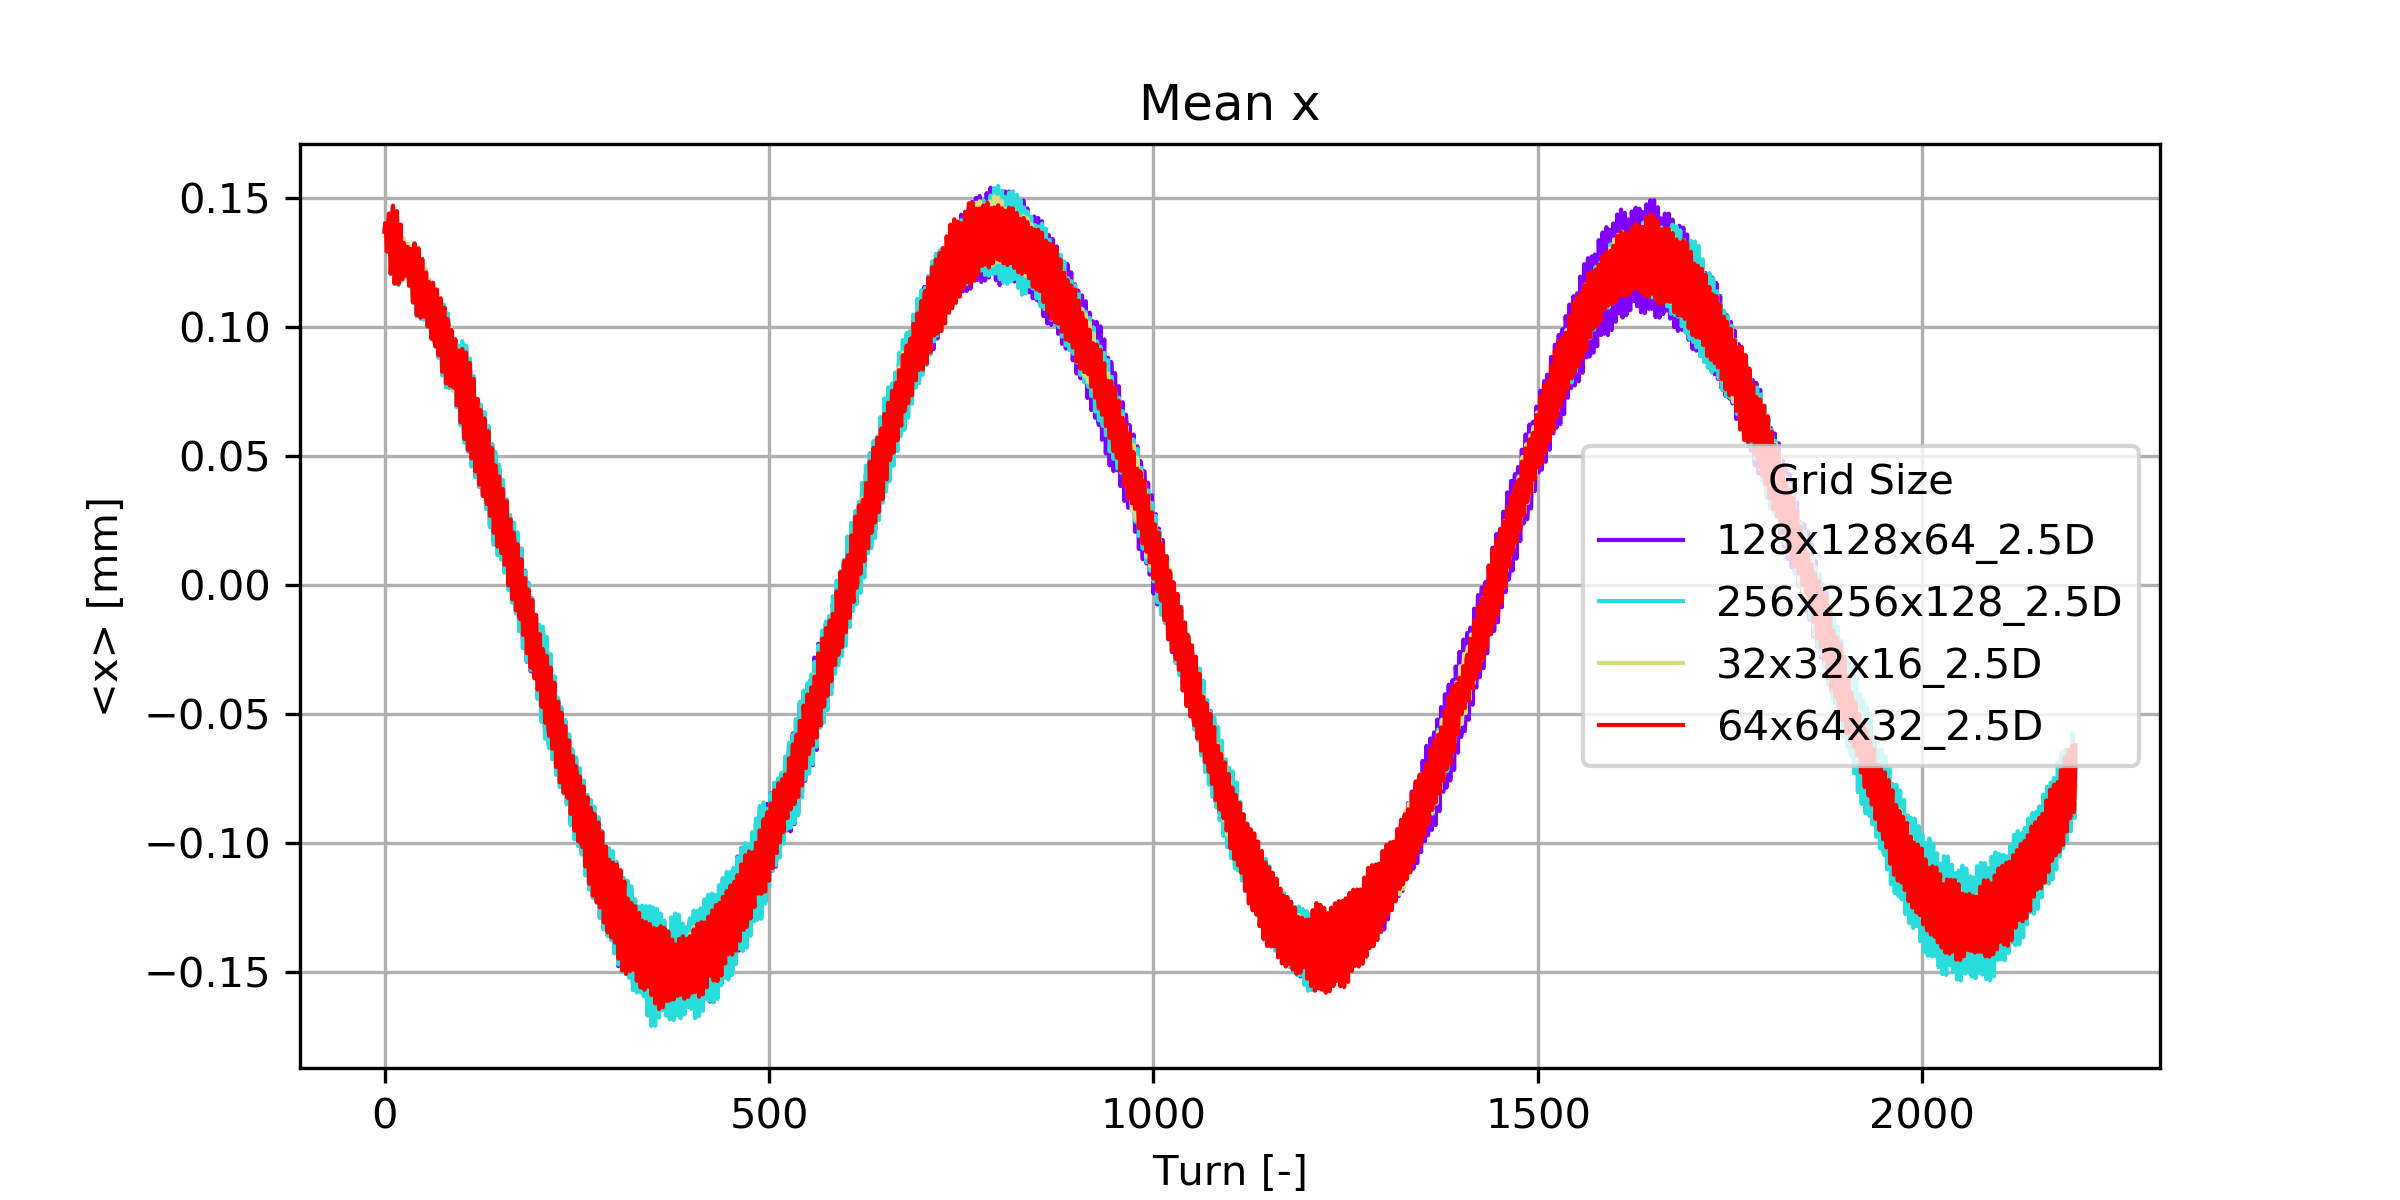 Mean x
<x> [mm]
0.15
0.10
0.05
0.00
−0.05
−0.10
−0.15
0
500
1000
1500
2000
Turn [-]
Grid Size
128x128x64_2.5D
256x256x128_2.5D
32x32x16_2.5D
64x64x32_2.5D